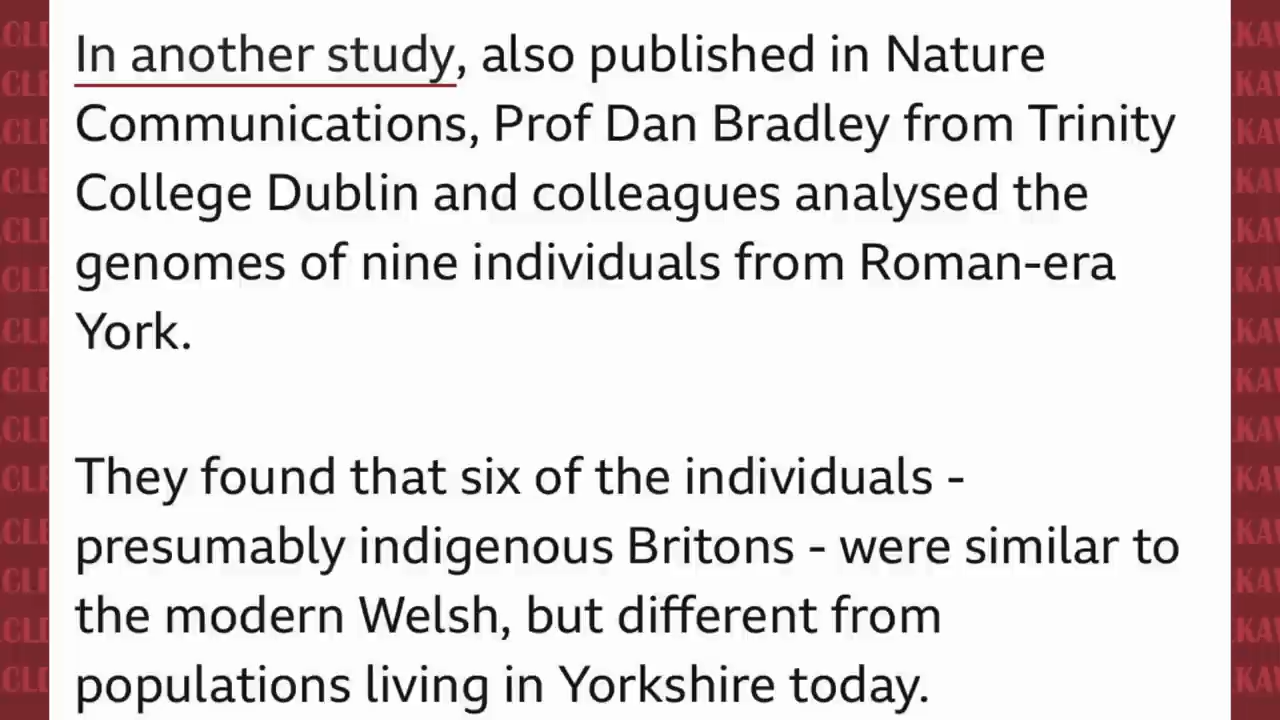 In another study, also published in Nature
Communications, Prof Dan Bradley from Trinity
College Dublin and colleagues analysed the
genomes of nine individuals from Roman-era
York.
They found that six of the individuals -
presumably indigenous Britons - were similar to
the modern Welsh, but different from
populations living in Yorkshire today.